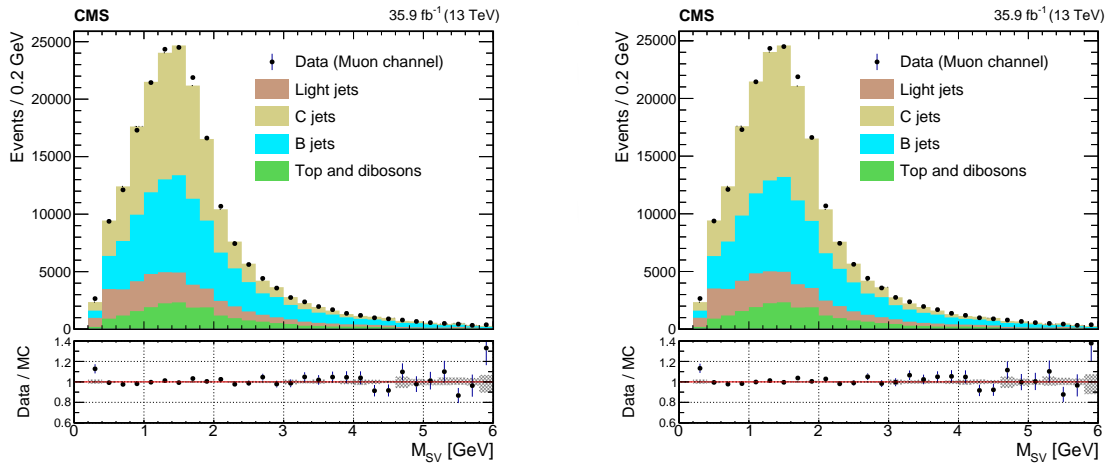 CMS 35.9 fb⁻¹ (13 TeV)
Events / 0.2 GeV
25000
20000
15000
10000
5000
0
Data (Muon channel)
Light jets
C jets
B jets
Top and dibosons
Data / MC
1.4
1.2
1
0.8
0.6
0 1 2 3 4 5 6
M_SV [GeV]
CMS 35.9 fb⁻¹ (13 TeV)
Events / 0.2 GeV
25000
20000
15000
10000
5000
0
Data (Muon channel)
Light jets
C jets
B jets
Top and dibosons
Data / MC
1.4
1.2
1
0.8
0.6
0 1 2 3 4 5 6
M_SV [GeV]